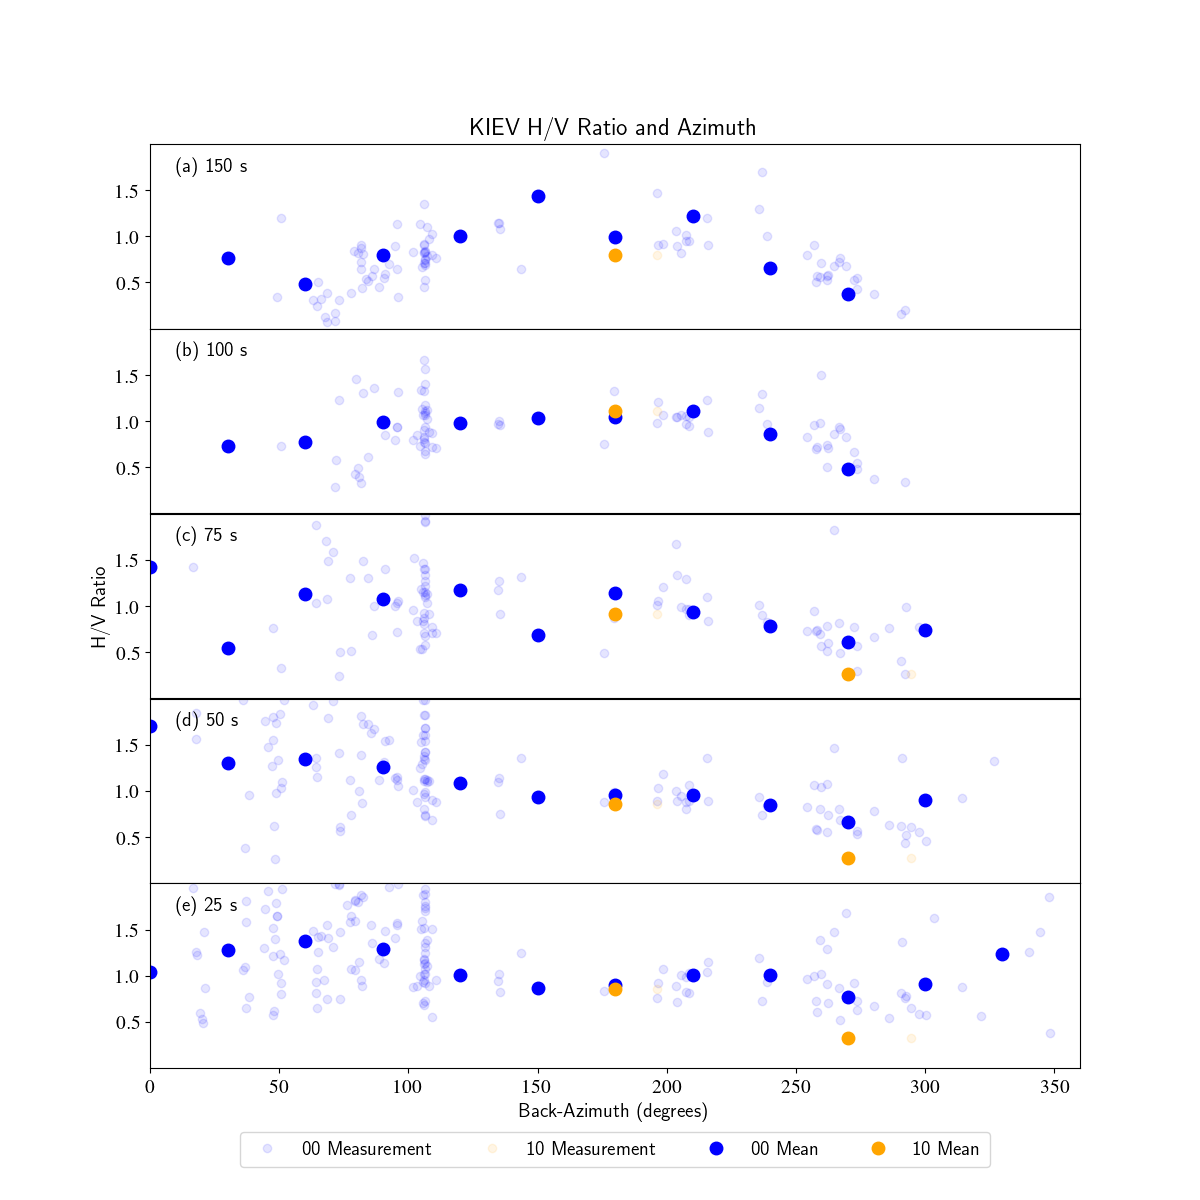 KIEV H/V Ratio and Azimuth
(a) 150 s
1.5
1.0
0.5
(b) 100 s
1.5
1.0
0.5
(c) 75 s
1.5
1.0
0.5
H/V Ratio
(d) 50 s
1.5
1.0
0.5
(e) 25 s
1.5
1.0
0.5
0 50 100 150 200 250 300 350
Back-Azimuth (degrees)
00 Measurement 10 Measurement 00 Mean 10 Mean